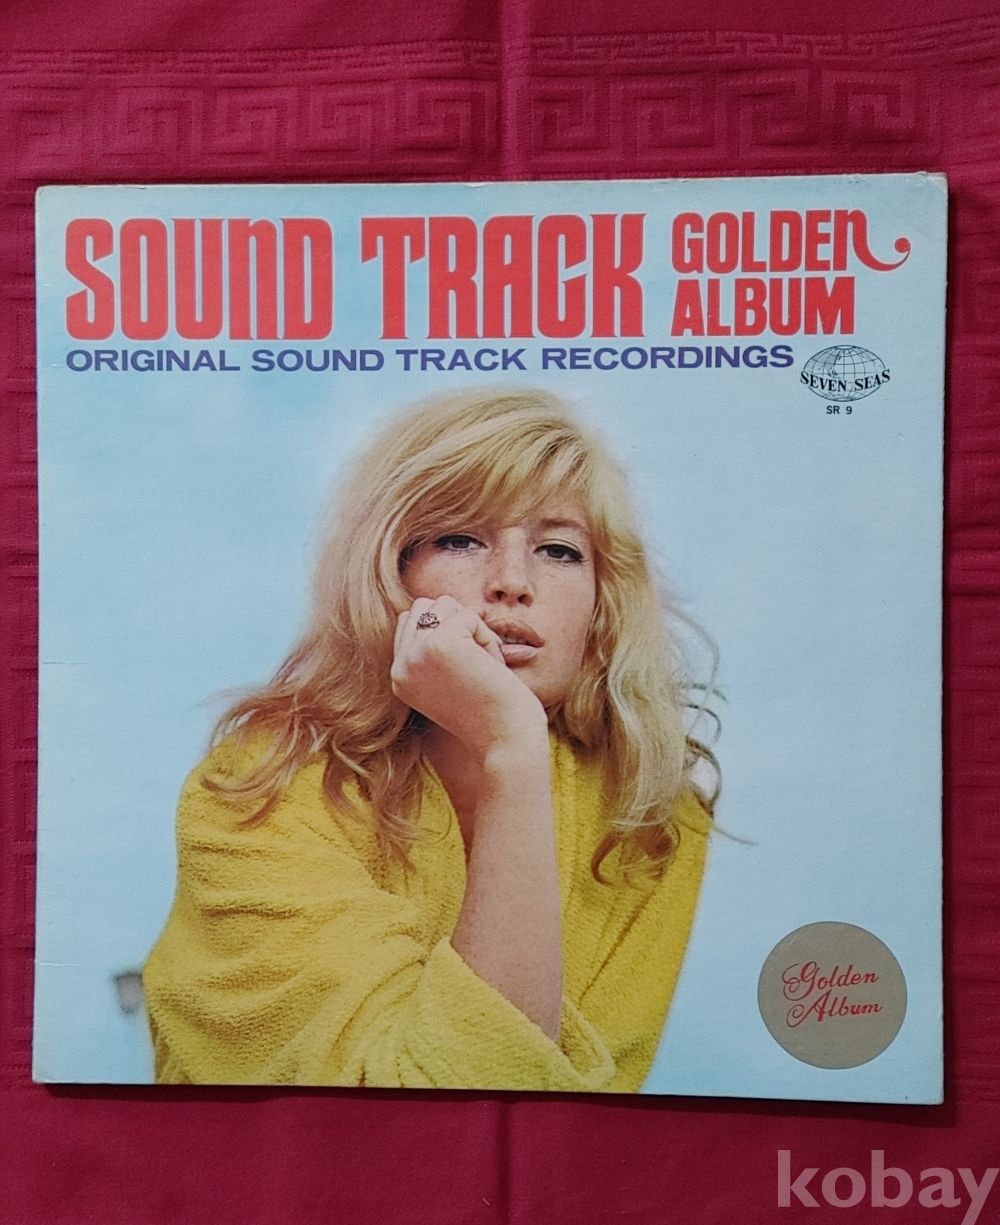 SOUND TRACK GOLDEN ALBUM
ORIGINAL SOUND TRACK RECORDINGS
SEVEN SEAS
SR 9
Golden
Album
kobay